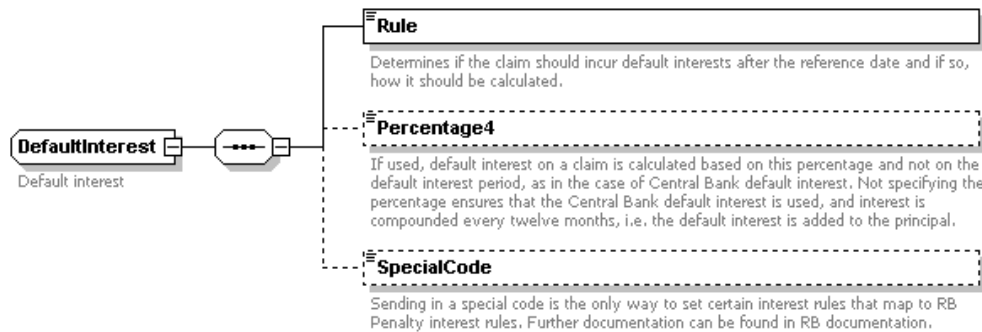 Rule
Determines if the claim should incur default interests after the reference date and if so,
how it should be calculated.
Percentage4
DefaultInterest
Default interest
If used, default interest on a claim is calculated based on this percentage and not on the
default interest period, as in the case of Central Bank default interest. Not specifying the
percentage ensures that the Central Bank default interest is used, and interest is
compounded every twelve months, i.e. the default interest is added to the principal.
SpecialCode
Sending in a special code is the only way to set certain interest rules that map to RB
Penalty interest rules. Further documentation can be found in RB documentation.